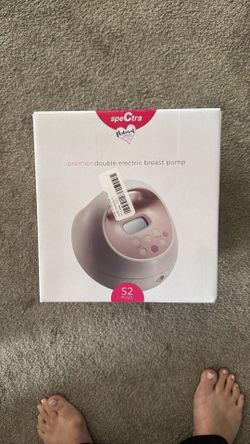 speCtra
premier double electric breast pump
S2
PLUS